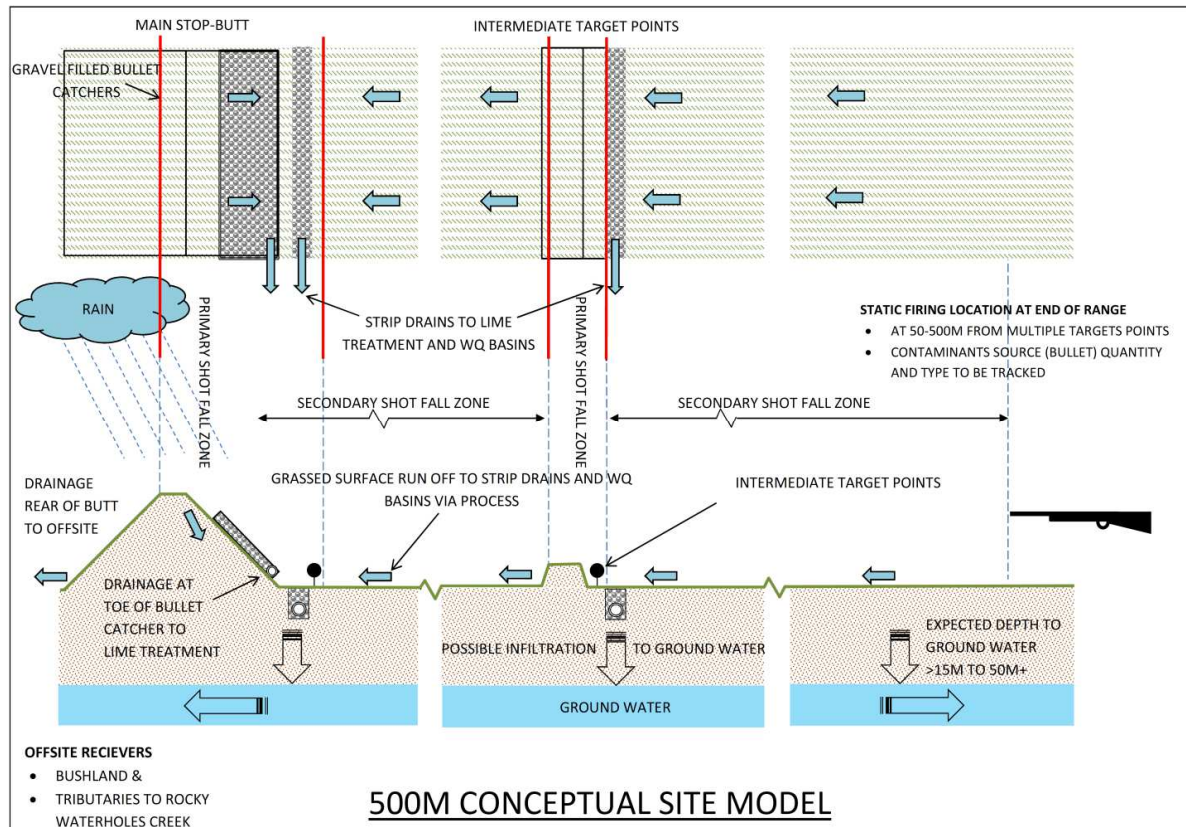 MAIN STOP-BUTT
INTERMEDIATE TARGET POINTS
GRAVEL FILLED BULLET
CATCHERS
RAIN
PRIMARY SHOT FALL ZONE
STRIP DRAINS TO LIME
TREATMENT AND WQ BASINS
PRIMARY SHOT FALL ZONE
STATIC FIRING LOCATION AT END OF RANGE
• AT 50-500M FROM MULTIPLE TARGETS POINTS
• CONTAMINANTS SOURCE (BULLET) QUANTITY
AND TYPE TO BE TRACKED
SECONDARY SHOT FALL ZONE
SECONDARY SHOT FALL ZONE
GRASSED SURFACE RUN OFF TO STRIP DRAINS AND WQ
BASINS VIA PROCESS
INTERMEDIATE TARGET POINTS
DRAINAGE
REAR OF BUTT
TO OFFSITE
DRAINAGE AT
TOE OF BULLET
CATCHER TO
LIME TREATMENT
POSSIBLE INFILTRATION TO GROUND WATER
EXPECTED DEPTH TO
GROUND WATER
>15M TO 50M+
GROUND WATER
OFFSITE RECIEVERS
• BUSHLAND &
• TRIBUTARIES TO ROCKY
WATERHOLES CREEK
500M CONCEPTUAL SITE MODEL